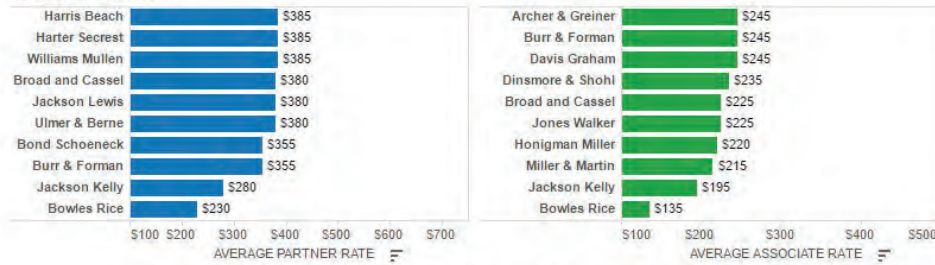 Harris Beach $385
Harter Secrest $385
Williams Mullen $385
Broad and Cassel $380
Jackson Lewis $380
Ulmer & Berne $380
Bond Schoeneck $355
Burr & Forman $355
Jackson Kelly $280
Bowles Rice $230
$100 $200 $300 $400 $500 $600 $700
AVERAGE PARTNER RATE
Archer & Greiner $245
Burr & Forman $245
Davis Graham $245
Dinsmore & Shohl $235
Broad and Cassel $225
Jones Walker $225
Honigman Miller $220
Miller & Martin $215
Jackson Kelly $195
Bowles Rice $135
$100 $200 $300 $400 $500
AVERAGE ASSOCIATE RATE